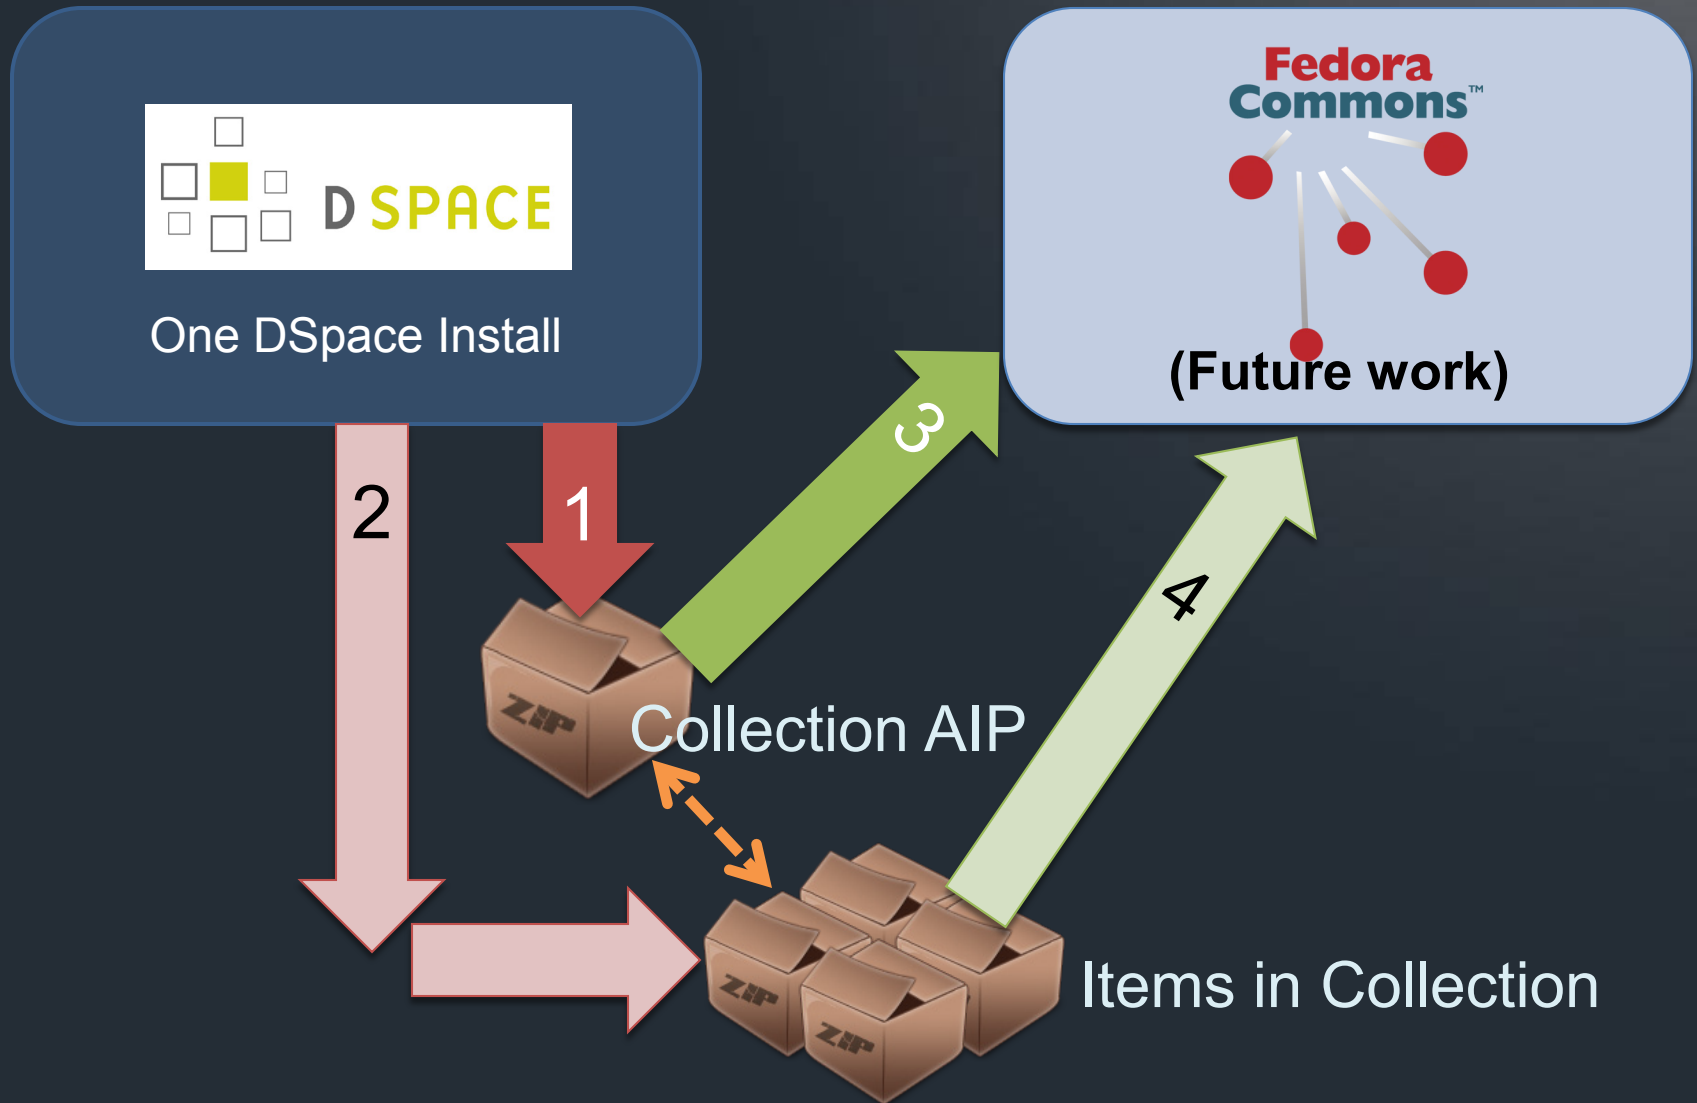 DSPACE
One DSpace Install
Fedora
Commons™
(Future work)
2
1
3
4
ZIP
Collection AIP
ZIP
ZIP
Items in Collection